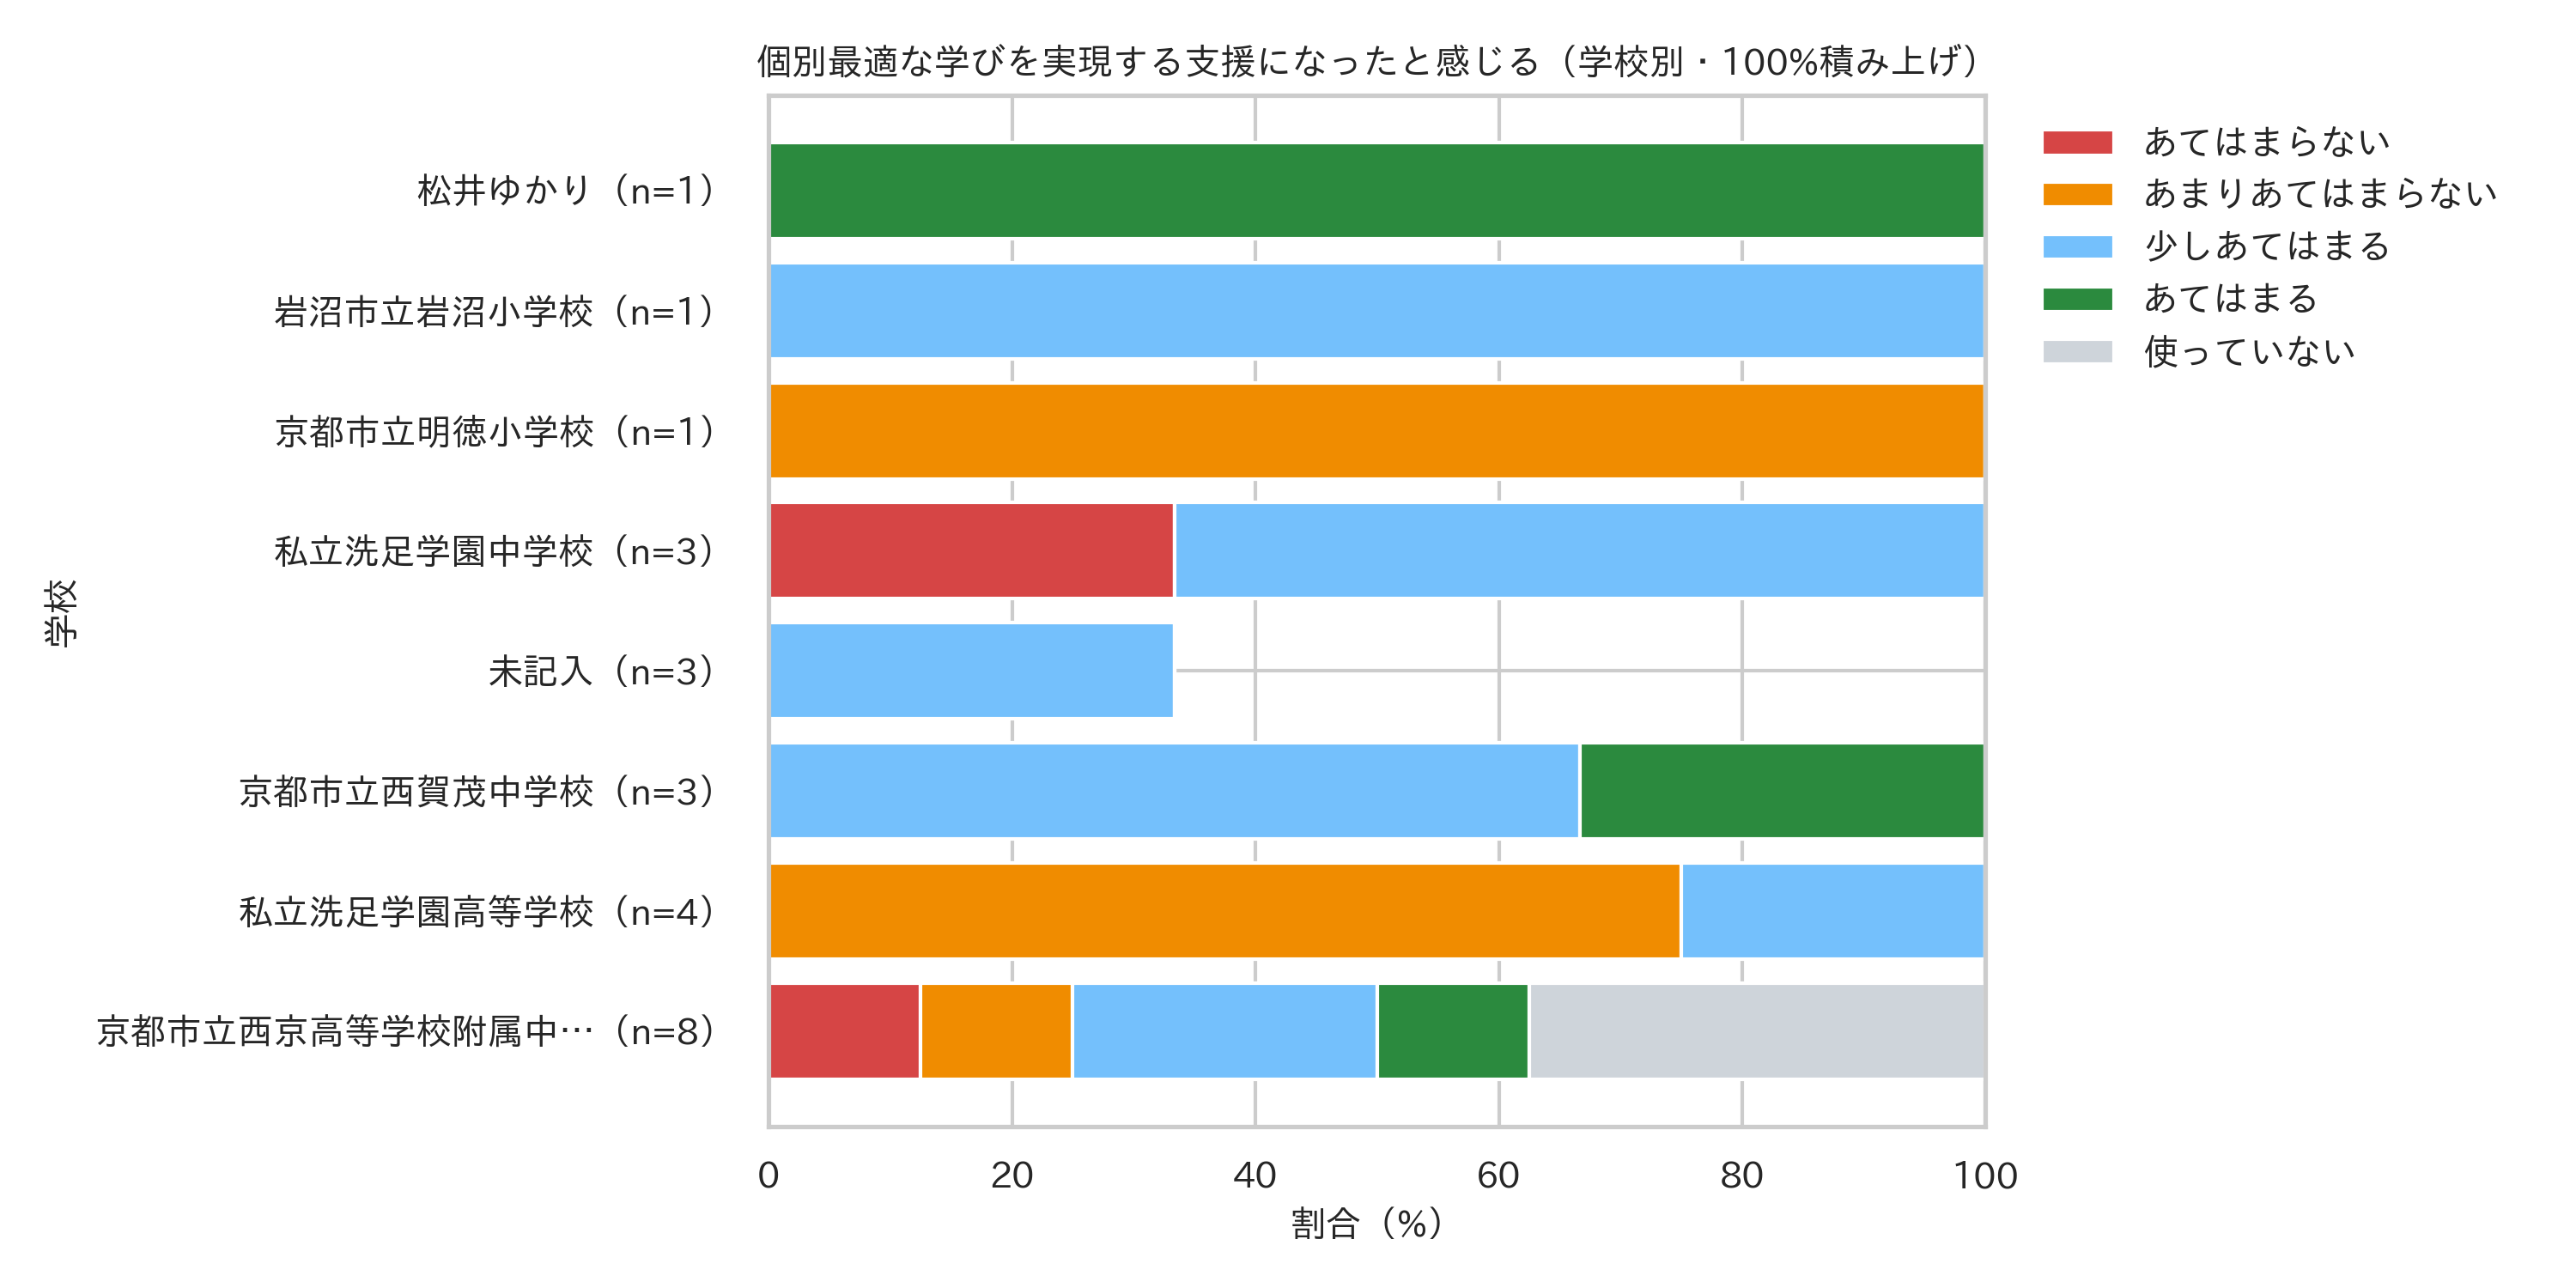 個別最適な学びを実現する支援になったと感じる（学校別・100%積み上げ）
あてはまらない
あまりあてはまらない
少しあてはまる
あてはまる
使っていない
学校
松井ゆかり（n=1）
岩沼市立岩沼小学校（n=1）
京都市立明徳小学校（n=1）
私立洗足学園中学校（n=3）
未記入（n=3）
京都市立西賀茂中学校（n=3）
私立洗足学園高等学校（n=4）
京都市立西京高等学校附属中…（n=8）
0 20 40 60 80 100
割合（%）